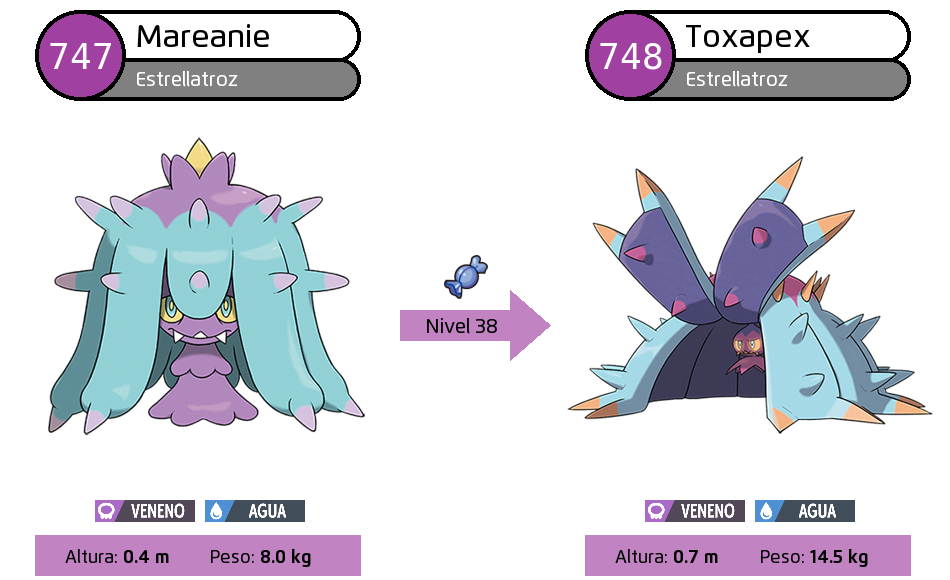 747 Mareanie
Estrellatroz
748 Toxapex
Estrellatroz
Nivel 38
VENENO AGUA
Altura: 0.4 m Peso: 8.0 kg
VENENO AGUA
Altura: 0.7 m Peso: 14.5 kg